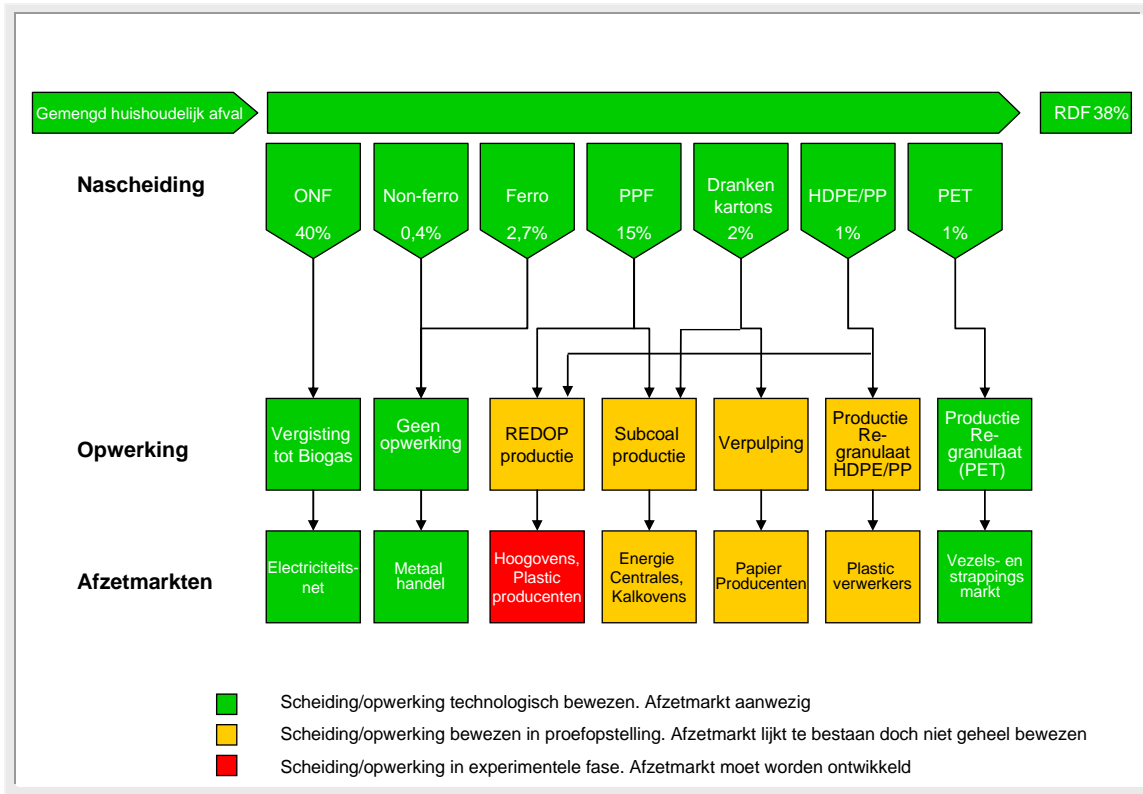 Gemengd huishoudelijk afval
RDF 38%
Nascheiding
ONF
40%
Non-ferro
0,4%
Ferro
2,7%
PPF
15%
Dranken
kartons
2%
HDPE/PP
1%
PET
1%
Opwerking
Vergisting
tot Biogas
Geen
opwerking
REDOP
productie
Subcoal
productie
Verpulping
Productie
Re-
granulaat
HDPE/PP
Productie
Re-
granulaat
(PET)
Afzetmarkten
Electriciteits-
net
Metaal
handel
Hoogovens,
Plastic
producenten
Energie
Centrales,
Kalkovens
Papier
Producenten
Plastic
verwerkers
Vezels- en
strappings
markt
Scheiding/opwerking technologisch bewezen. Afzetmarkt aanwezig
Scheiding/opwerking bewezen in proefopstelling. Afzetmarkt lijkt te bestaan doch niet geheel bewezen
Scheiding/opwerking in experimentele fase. Afzetmarkt moet worden ontwikkeld